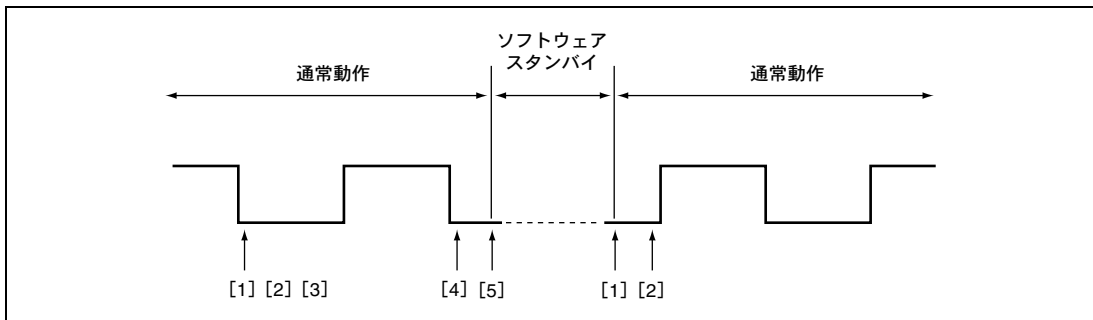 ソフトウェア
スタンバイ
通常動作
通常動作
[1] [2] [3]
[4] [5]
[1] [2]